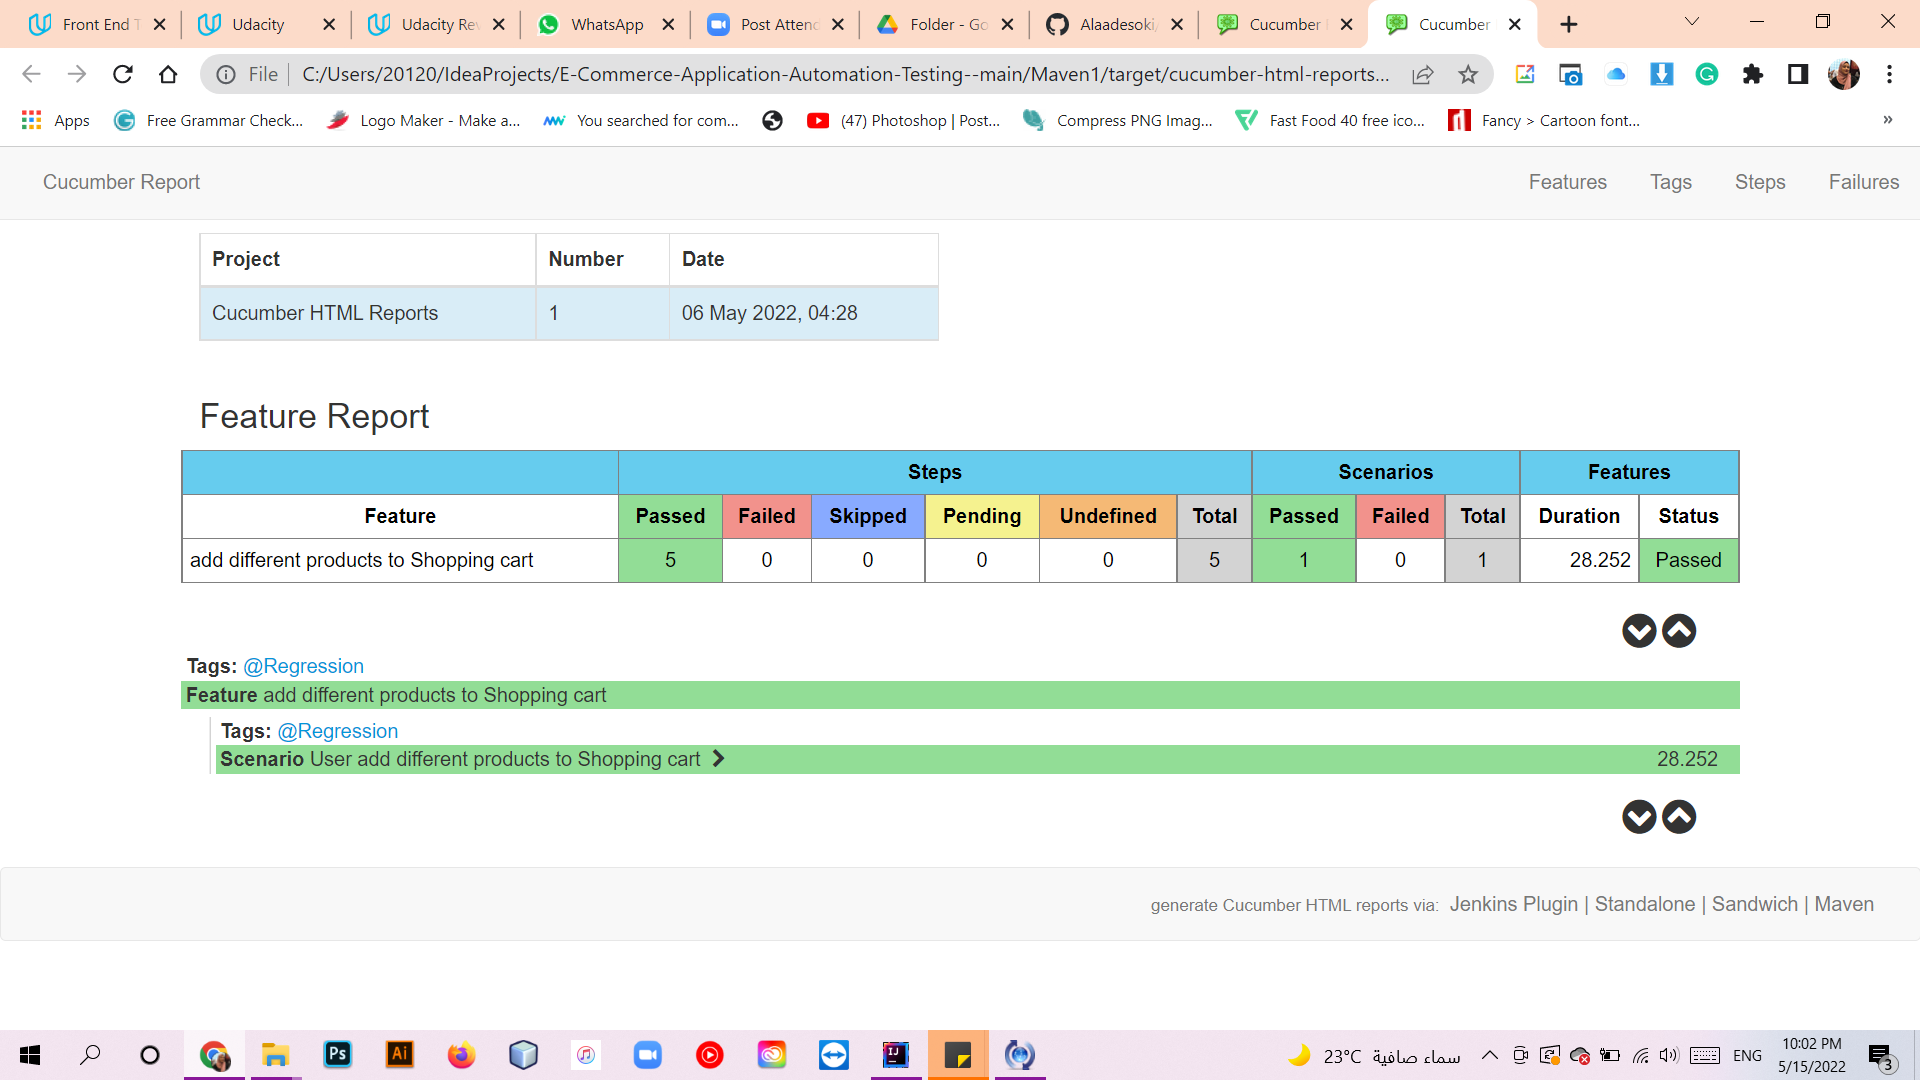 Front End T
Udacity
Udacity Rev
WhatsApp
Post Attend
Folder - Go
Alaadesoki/
Cucumber
Cucumber
File
C:/Users/20120/IdeaProjects/E-Commerce-Application-Automation-Testing--main/Maven1/target/cucumber-html-reports...
Apps
Free Grammar Check...
Logo Maker - Make a...
You searched for com...
(47) Photoshop | Post...
Compress PNG Imag...
Fast Food 40 free ico...
Fancy > Cartoon font...
»
Cucumber Report
Features Tags Steps Failures
Project Number Date
Cucumber HTML Reports 1 06 May 2022, 04:28
Feature Report
Steps Scenarios Features
Feature Passed Failed Skipped Pending Undefined Total Passed Failed Total Duration Status
add different products to Shopping cart 5 0 0 0 0 5 1 0 1 28.252 Passed
Tags: @Regression
Feature add different products to Shopping cart
Tags: @Regression
Scenario User add different products to Shopping cart 28.252
generate Cucumber HTML reports via: Jenkins Plugin | Standalone | Sandwich | Maven
Ps
Ai
IJ
23°C سماء صافية
ENG
10:02 PM
5/15/2022
3